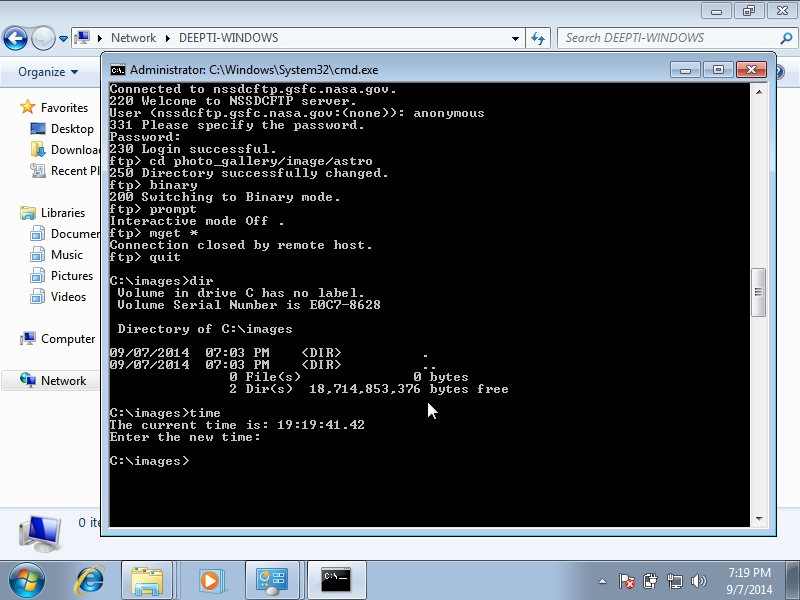 Network
DEEPTI-WINDOWS
Search DEEPTI-WINDOWS
Organize
Administrator: C:\Windows\System32\cmd.exe
Favorites
Desktop
Recent
Libraries
Music
Pictures
Videos
Computer
Network
Connected to nssdcftp.gsfc.nasa.gov.
220 Welcome to NSSDCFTP server.
User (nssdcftp.gsfc.nasa.gov:(none)): anonymous
331 Please specify the password.
Password:
230 Login successful.
ftp> cd photo_gallery/image/astro
250 Directory successfully changed.
ftp> binary
200 Switching to Binary mode.
ftp> prompt
Interactive mode Off .
ftp> mget *
Connection closed by remote host.
ftp> quit
C:\images>dir
Volume in drive C has no label.
Volume Serial Number is E0C7-8628
Directory of C:\images
09/07/2014 07:03 PM <DIR> .
09/07/2014 07:03 PM <DIR> ..
0 File(s) 0 bytes
2 Dir(s) 18,714,853,376 bytes free
C:\images>time
The current time is: 19:19:41.42
Enter the new time:
C:\images>
0
C:\_
7:19 PM
9/7/2014